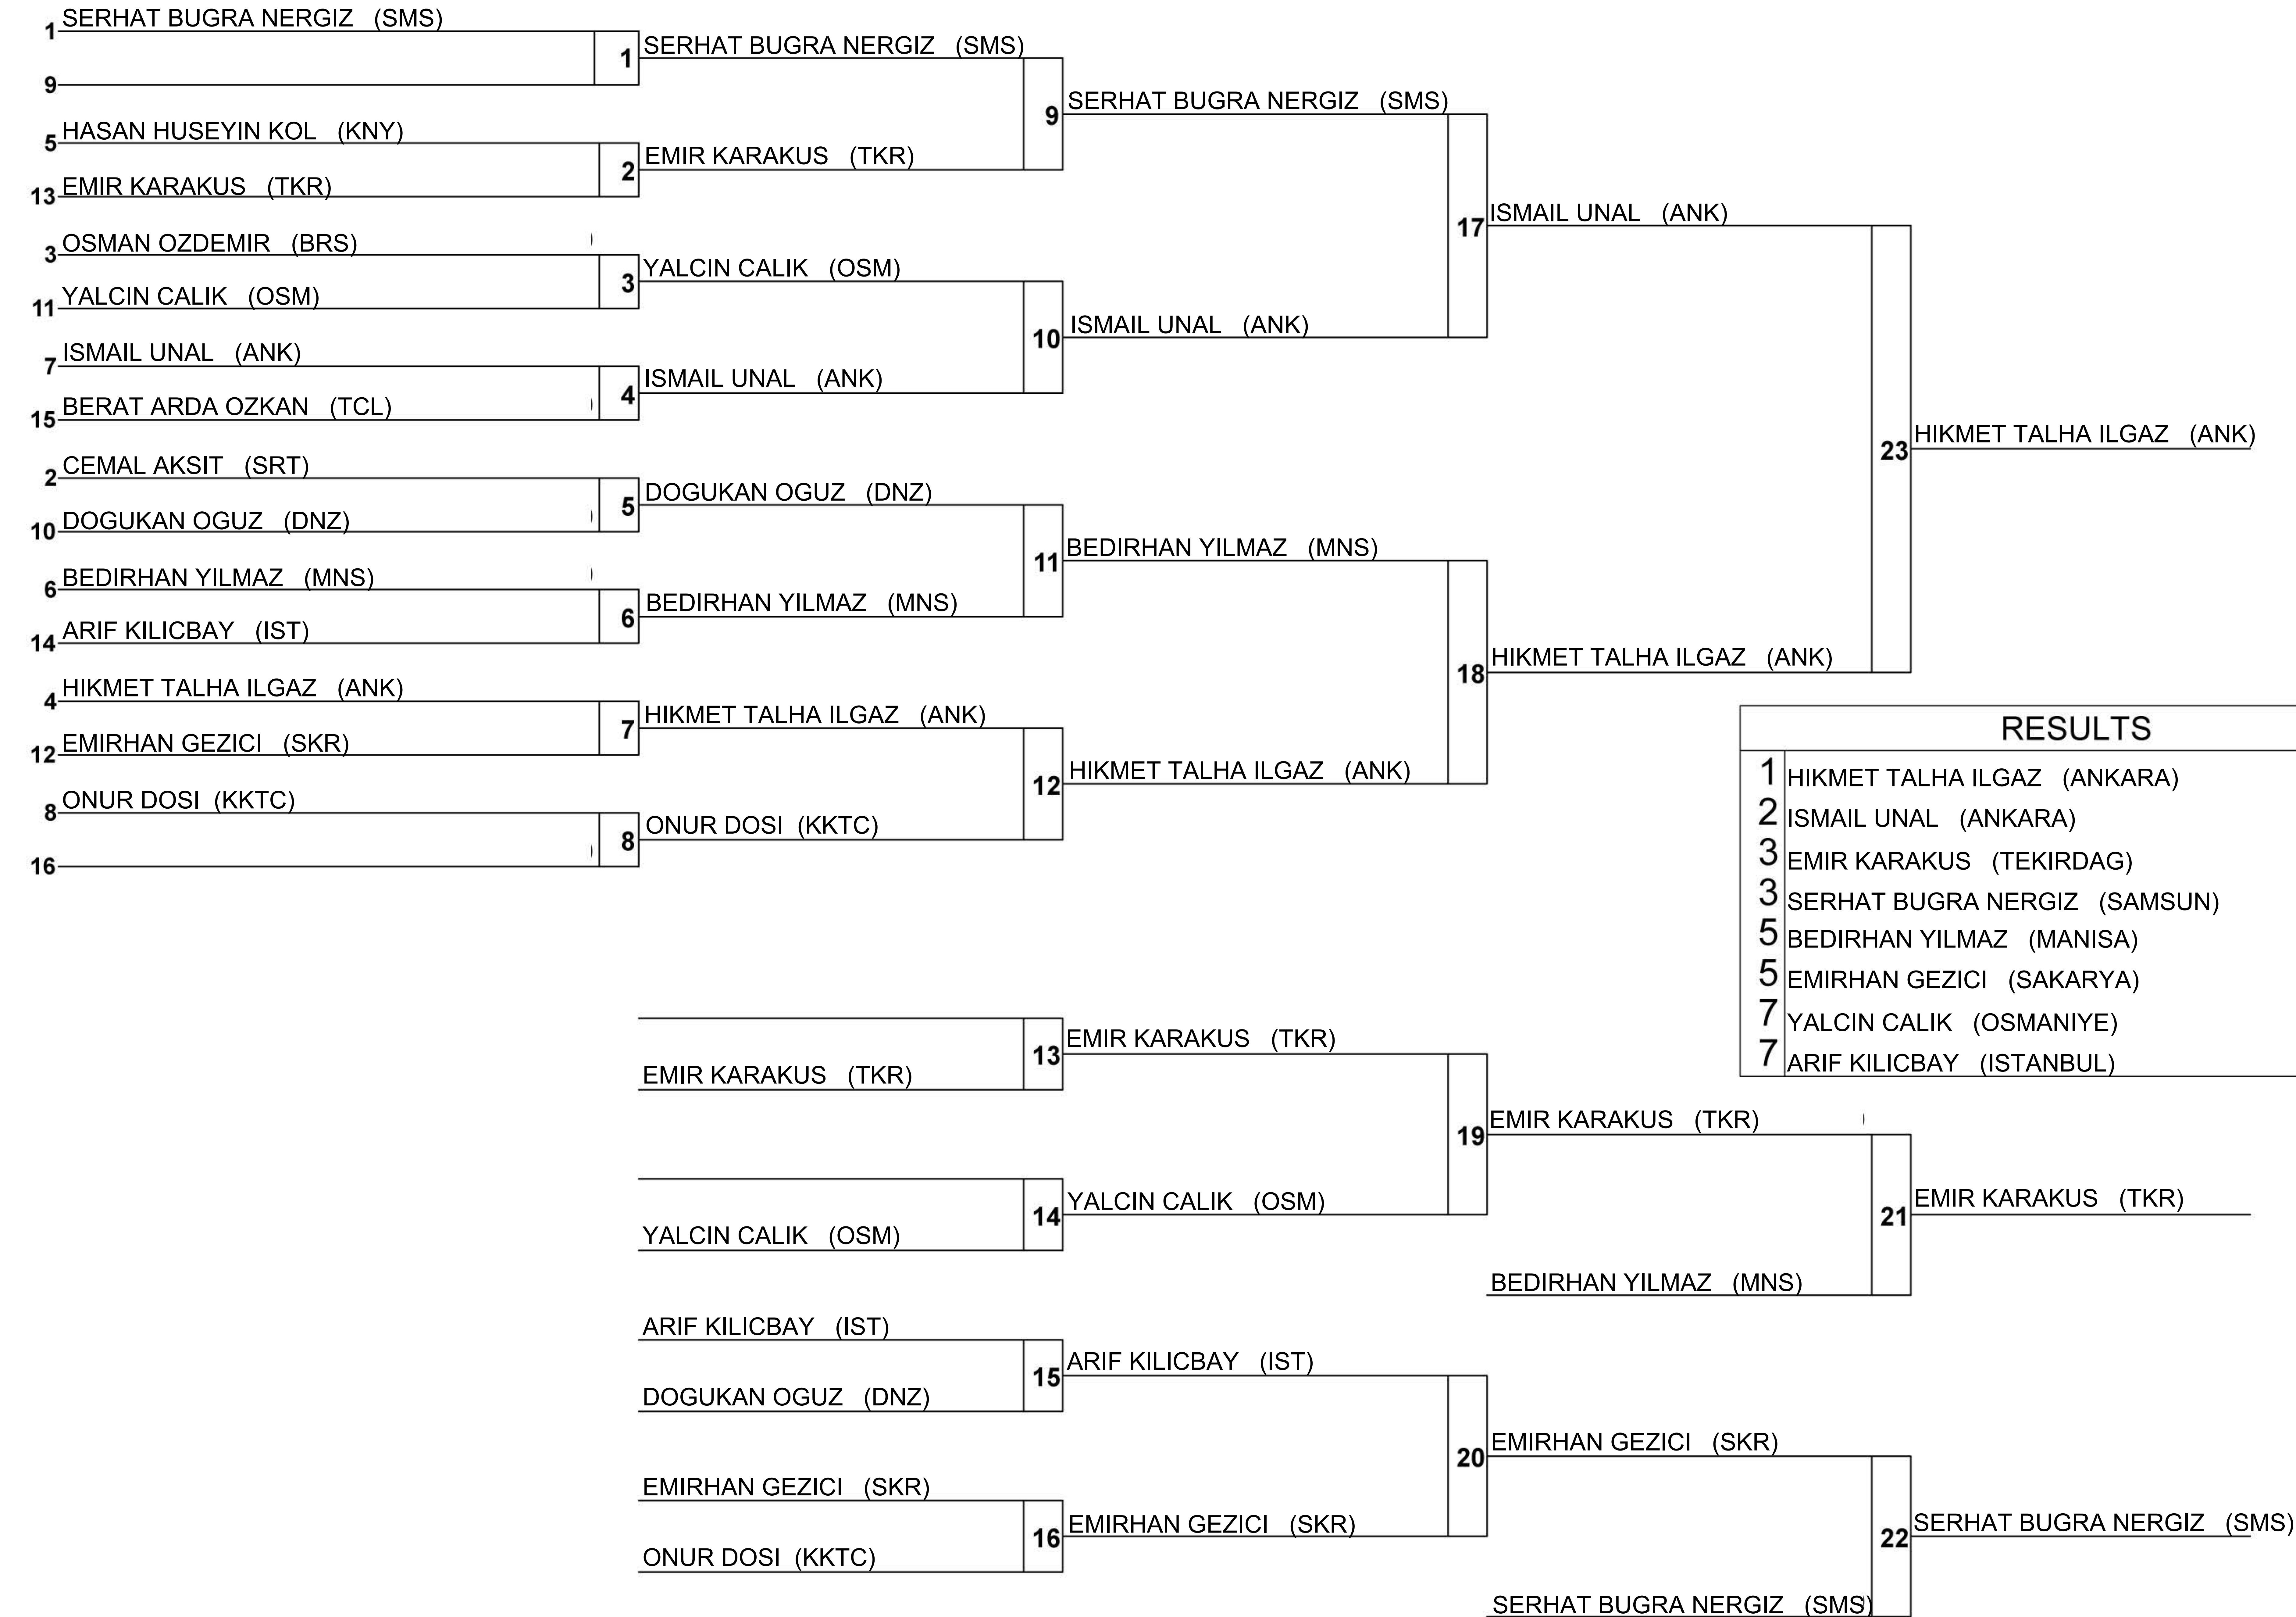 1 SERHAT BUGRA NERGIZ (SMS)
9
1 SERHAT BUGRA NERGIZ (SMS)
5 HASAN HUSEYIN KOL (KNY)
13 EMIR KARAKUS (TKR)
2 EMIR KARAKUS (TKR)
9 SERHAT BUGRA NERGIZ (SMS)
3 OSMAN OZDEMIR (BRS)
11 YALCIN CALIK (OSM)
3 YALCIN CALIK (OSM)
7 ISMAIL UNAL (ANK)
15 BERAT ARDA OZKAN (TCL)
4 ISMAIL UNAL (ANK)
10 ISMAIL UNAL (ANK)
17 ISMAIL UNAL (ANK)
2 CEMAL AKSIT (SRT)
10 DOGUKAN OGUZ (DNZ)
5 DOGUKAN OGUZ (DNZ)
6 BEDIRHAN YILMAZ (MNS)
14 ARIF KILICBAY (IST)
6 BEDIRHAN YILMAZ (MNS)
11 BEDIRHAN YILMAZ (MNS)
4 HIKMET TALHA ILGAZ (ANK)
12 EMIRHAN GEZICI (SKR)
7 HIKMET TALHA ILGAZ (ANK)
8 ONUR DOSI (KKTC)
16
8 ONUR DOSI (KKTC)
12 HIKMET TALHA ILGAZ (ANK)
18 HIKMET TALHA ILGAZ (ANK)
23 HIKMET TALHA ILGAZ (ANK)
RESULTS
1 HIKMET TALHA ILGAZ (ANKARA)
2 ISMAIL UNAL (ANKARA)
3 EMIR KARAKUS (TEKIRDAG)
3 SERHAT BUGRA NERGIZ (SAMSUN)
5 BEDIRHAN YILMAZ (MANISA)
5 EMIRHAN GEZICI (SAKARYA)
7 YALCIN CALIK (OSMANIYE)
7 ARIF KILICBAY (ISTANBUL)
EMIR KARAKUS (TKR)
13 EMIR KARAKUS (TKR)
YALCIN CALIK (OSM)
14 YALCIN CALIK (OSM)
19 EMIR KARAKUS (TKR)
BEDIRHAN YILMAZ (MNS)
21 EMIR KARAKUS (TKR)
ARIF KILICBAY (IST)
DOGUKAN OGUZ (DNZ)
15 ARIF KILICBAY (IST)
EMIRHAN GEZICI (SKR)
ONUR DOSI (KKTC)
16 EMIRHAN GEZICI (SKR)
20 EMIRHAN GEZICI (SKR)
SERHAT BUGRA NERGIZ (SMS)
22 SERHAT BUGRA NERGIZ (SMS)